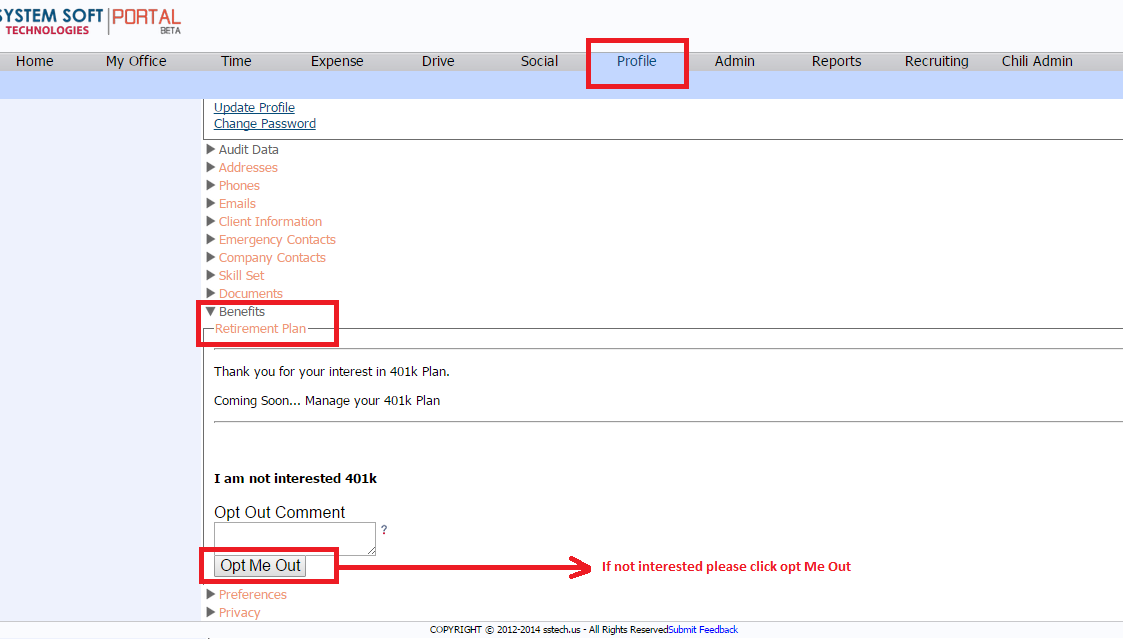 SYSTEM SOFT PORTAL
TECHNOLOGIES BETA
Home My Office Time Expense Drive Social Profile Admin Reports Recruiting Chili Admin
Update Profile
Change Password
Audit Data
Addresses
Phones
Emails
Client Information
Emergency Contacts
Company Contacts
Skill Set
Documents
Benefits
Retirement Plan
Thank you for your interest in 401k Plan.
Coming Soon... Manage your 401k Plan
I am not interested 401k
Opt Out Comment
?
Opt Me Out If not interested please click opt Me Out
Preferences
Privacy
COPYRIGHT © 2012-2014 sstech.us - All Rights ReservedSubmit Feedback